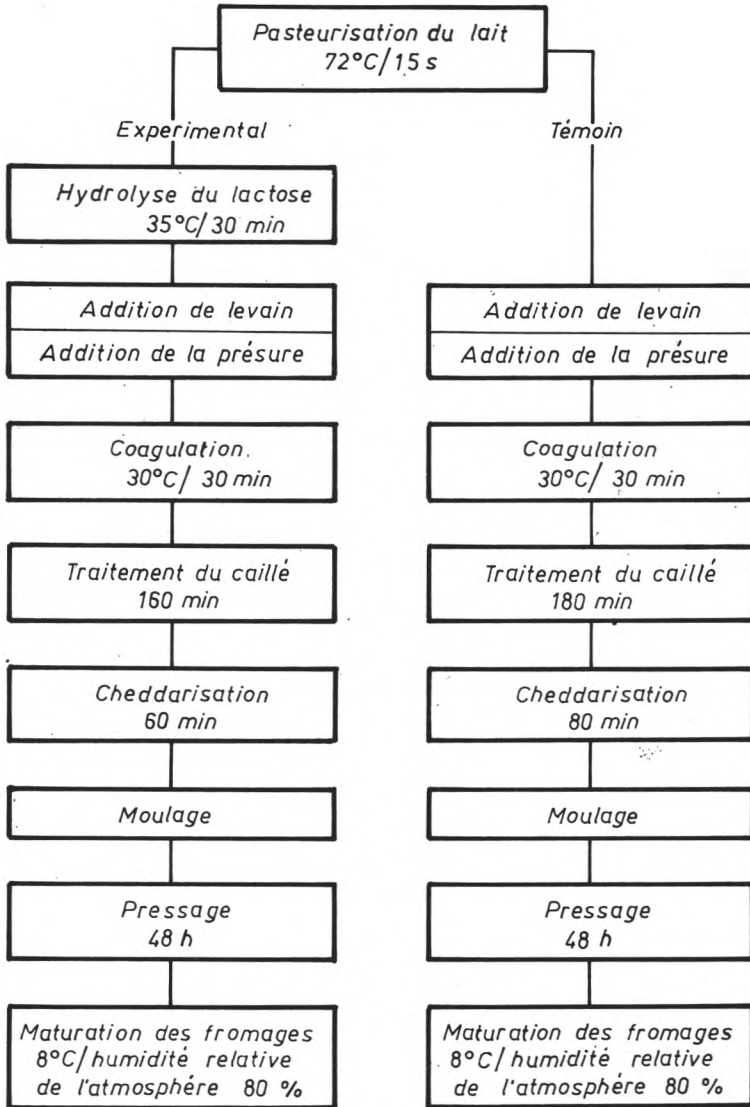 Pasteurisation du lait
72°C/15 s
Experimental
Témoin
Hydrolyse du lactose
35°C/30 min
Addition de levain
Addition de la présure
Coagulation.
30°C/ 30 min
Traitement du caillé
160 min
Cheddarisation
60 min
Moulage
Pressage
48 h
Maturation des fromages
8°C/humidité relative
de l'atmosphère 80 %
Addition de levain
Addition de la présure
Coagulation
30°C/ 30 min
Traitement du caillé
180 min
Cheddarisation
80 min
Moulage
Pressage
48 h
Maturation des fromages
8°C/humidité relative
de l'atmosphère 80 %